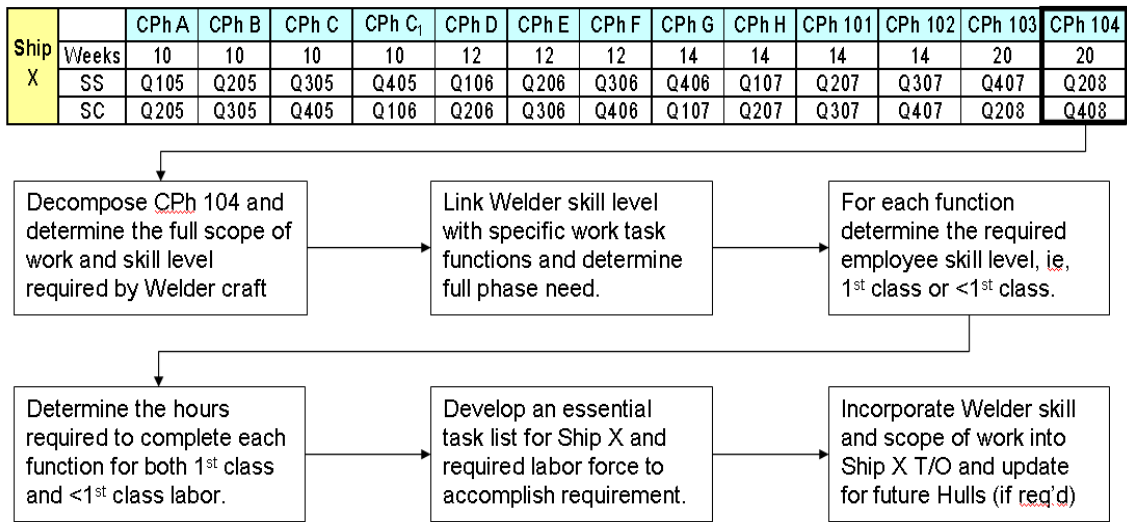 CPh A CPh B CPh C CPh C1 CPh D CPh E CPh F CPh G CPh H CPh 101 CPh 102 CPh 103 CPh 104
Ship X
Weeks 10 10 10 10 12 12 12 14 14 14 14 20 20
SS Q105 Q205 Q305 Q405 Q106 Q206 Q306 Q406 Q107 Q207 Q307 Q407 Q208
SC Q205 Q305 Q405 Q106 Q206 Q306 Q406 Q107 Q207 Q307 Q407 Q208 Q408
Decompose CPh 104 and
determine the full scope of
work and skill level
required by Welder craft
Link Welder skill level
with specific work task
functions and determine
full phase need.
For each function
determine the required
employee skill level, ie,
1st class or <1st class.
Determine the hours
required to complete each
function for both 1st class
and <1st class labor.
Develop an essential
task list for Ship X and
required labor force to
accomplish requirement.
Incorporate Welder skill
and scope of work into
Ship X T/O and update
for future Hulls (if req'd)